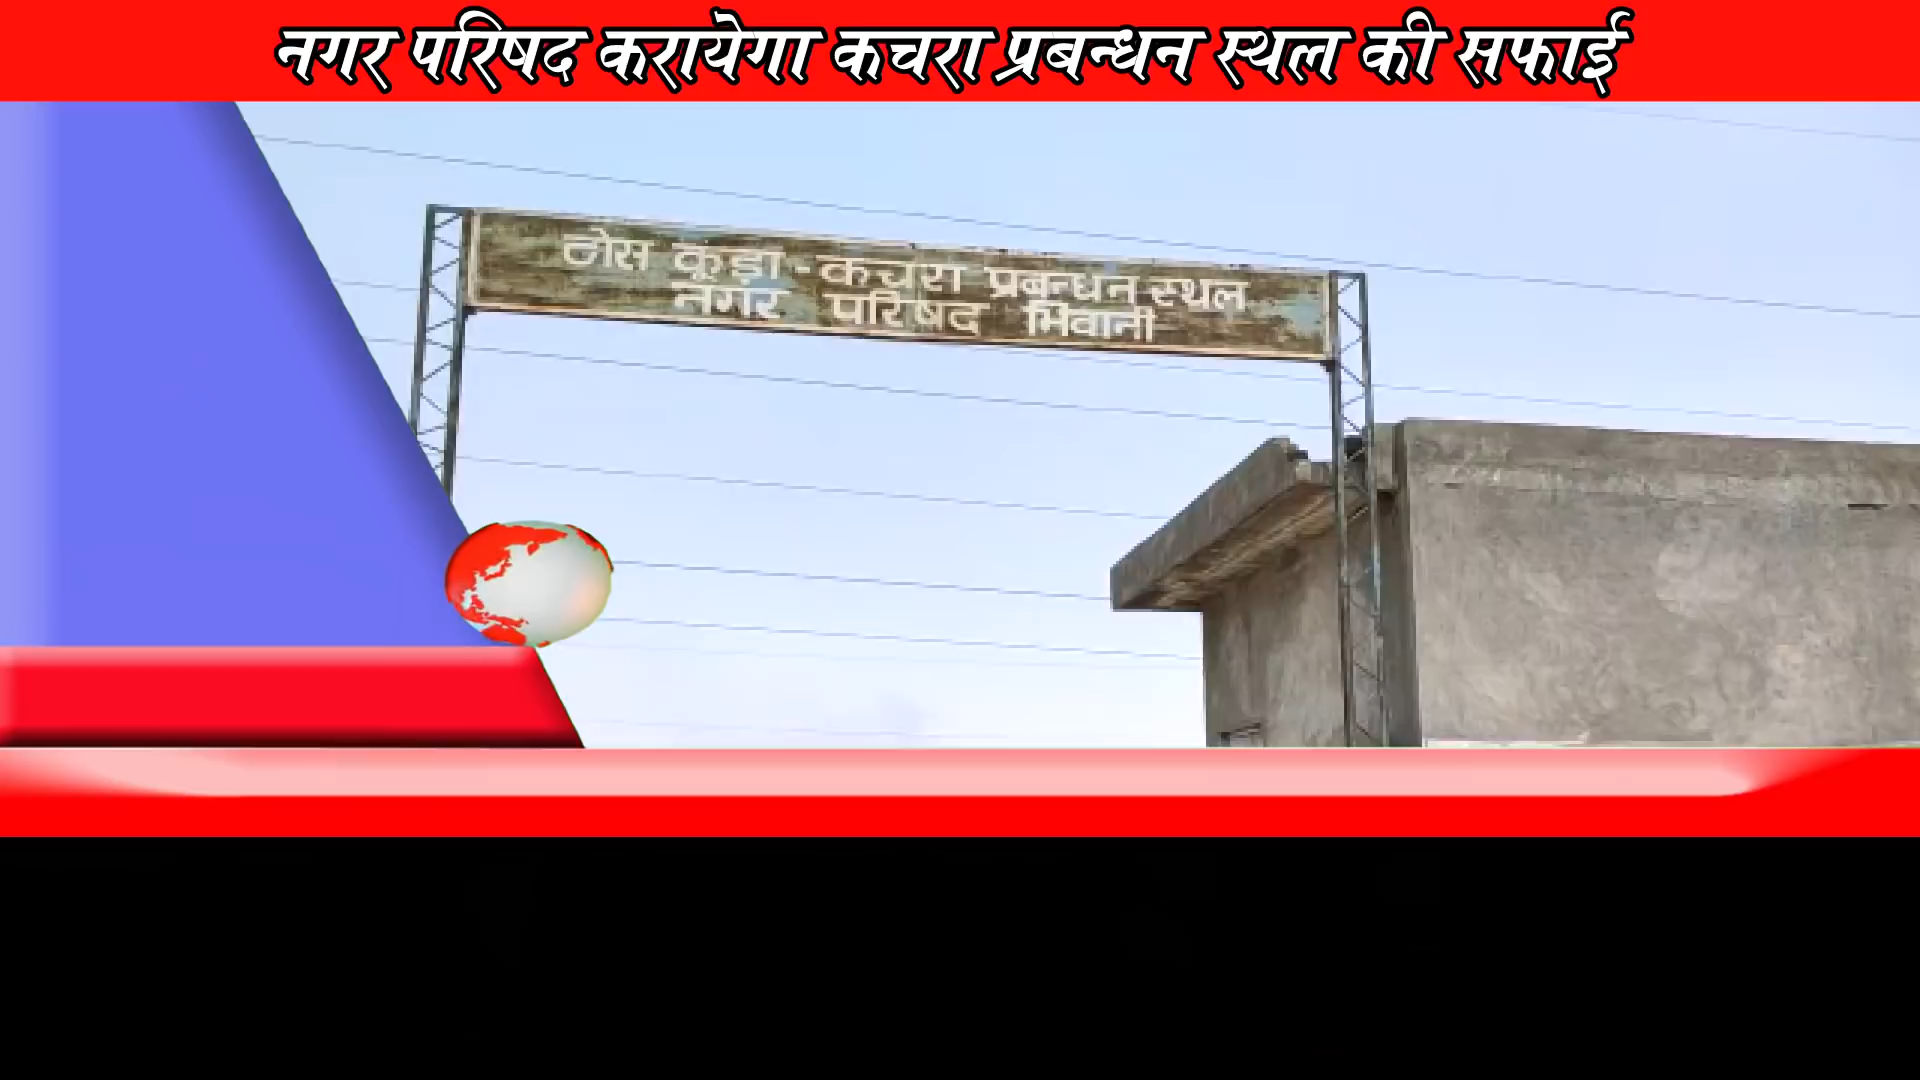 नगर परिषद करायेगा कचरा प्रबन्धन स्थल की सफाई
ठोस कूड़ा-कचरा प्रबन्धन स्थल
नगर परिषद भिवानी